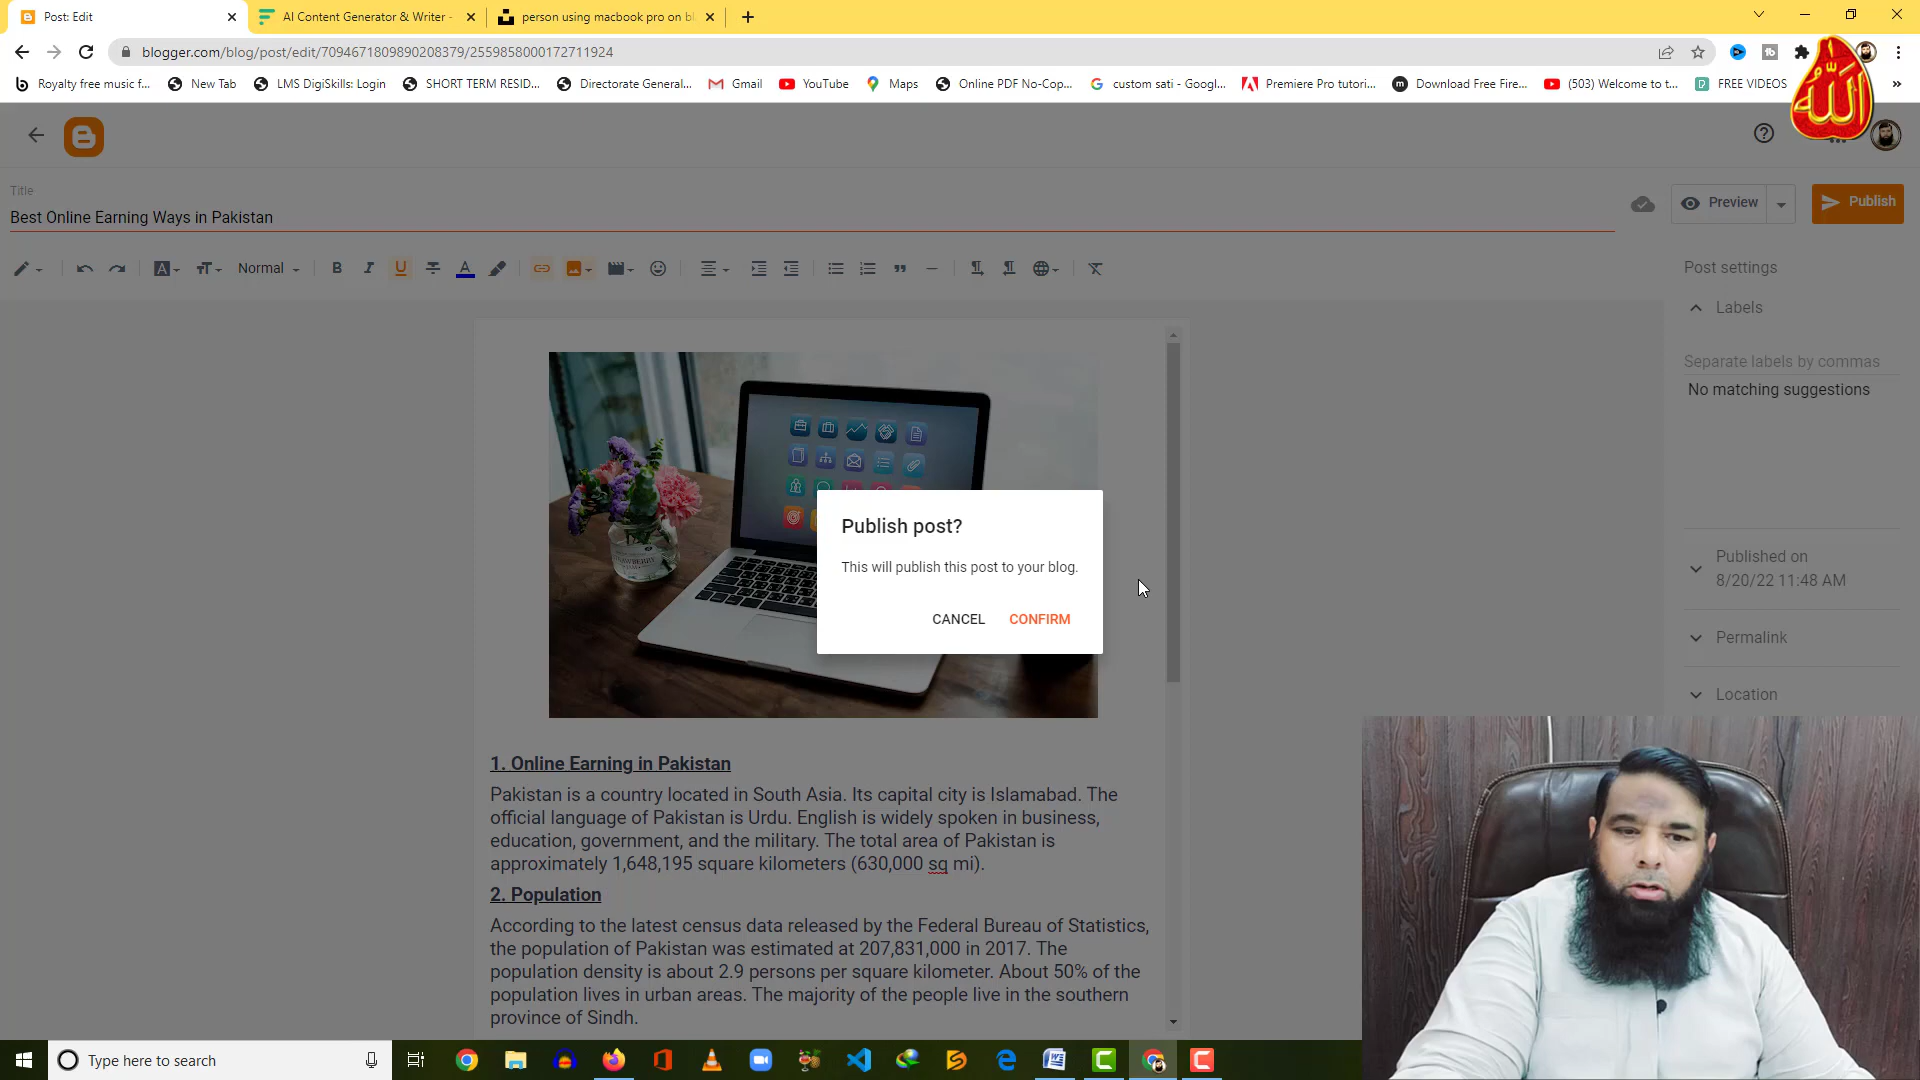 Post: Edit
AI Content Generator & Writer -
person using macbook pro on bl
blogger.com/blog/post/edit/7094671809890208379/2559858000172711924
Royalty free music f...
New Tab
LMS DigiSkills: Login
SHORT TERM RESID...
Directorate General...
Gmail
YouTube
Maps
Online PDF No-Cop...
custom sati - Googl...
Premiere Pro tutori...
Download Free Fire...
(503) Welcome to t...
FREE VIDEOS
»
الله
Title
Best Online Earning Ways in Pakistan
Preview
Publish
Normal
Post settings
Labels
Separate labels by commas
No matching suggestions
Publish post?
This will publish this post to your blog.
CANCEL
CONFIRM
Published on
8/20/22 11:48 AM
Permalink
Location
1. Online Earning in Pakistan
Pakistan is a country located in South Asia. Its capital city is Islamabad. The
official language of Pakistan is Urdu. English is widely spoken in business,
education, government, and the military. The total area of Pakistan is
approximately 1,648,195 square kilometers (630,000 sq mi).
2. Population
According to the latest census data released by the Federal Bureau of Statistics,
the population of Pakistan was estimated at 207,831,000 in 2017. The
population density is about 2.9 persons per square kilometer. About 50% of the
population lives in urban areas. The majority of the people live in the southern
province of Sindh.
Type here to search